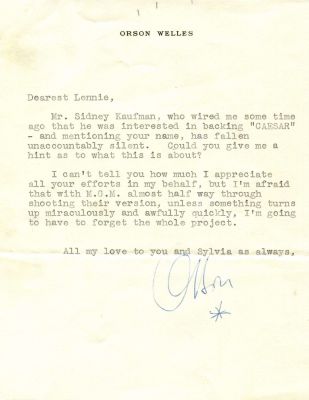 ORSON WELLES
Dearest Lennie,
Mr. Sidney Kaufman, who wired me some time
ago that he was interested in backing "CAESAR"
- and mentioning your name, has fallen
unaccountably silent. Could you give me a
hint as to what this is about?
I can't tell you how much I appreciate
all your efforts in my behalf, but I'm afraid
that with M.G.M. almost half way through
shooting their version, unless something turns
up miraculously and awfully quickly, I'm going
to have to forget the whole project.
All my love to you and Sylvia as always,
Orson